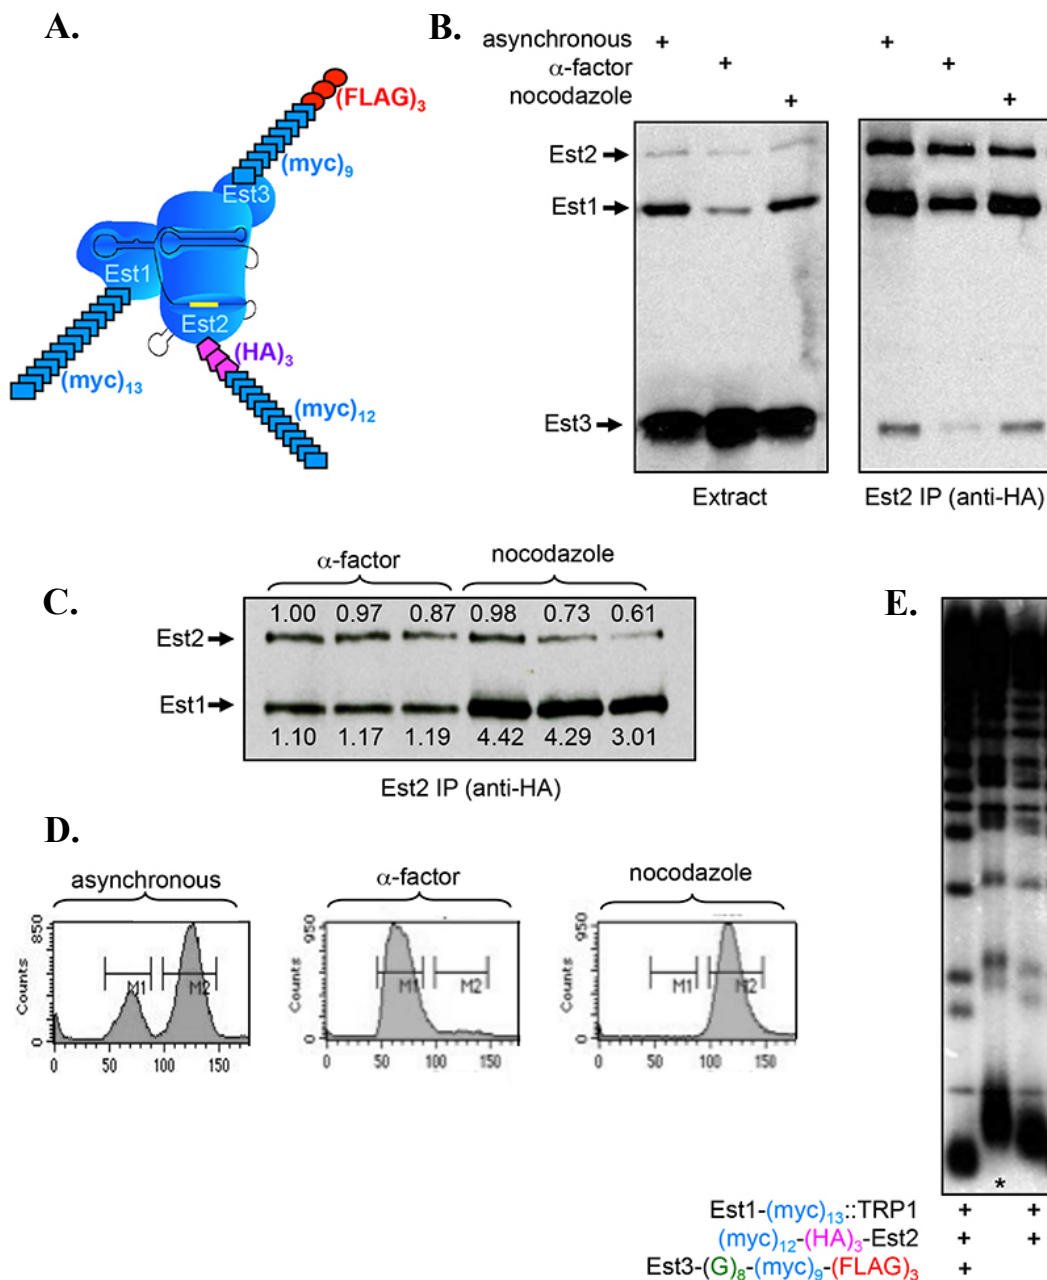 A.
(FLAG)3
(myc)9
Est3
Est1
Est2
(HA)3
(myc)13
(myc)12
B.
asynchronous + +
α-factor + +
nocodazole + +
Est2
Est1
Est3
Extract
Est2 IP (anti-HA)
C.
α-factor nocodazole
1.00 0.97 0.87 0.98 0.73 0.61
Est2
Est1
1.10 1.17 1.19 4.42 4.29 3.01
Est2 IP (anti-HA)
D.
asynchronous
850
Counts
0
M1 M2
0 50 100 150
α-factor
950
Counts
0
M1 M2
0 50 100 150
nocodazole
950
Counts
0
M1 M2
0 50 100 150
E.
*
Est1-(myc)13::TRP1 + +
(myc)12-(HA)3-Est2 + +
Est3-(G)8-(myc)9-(FLAG)3 +